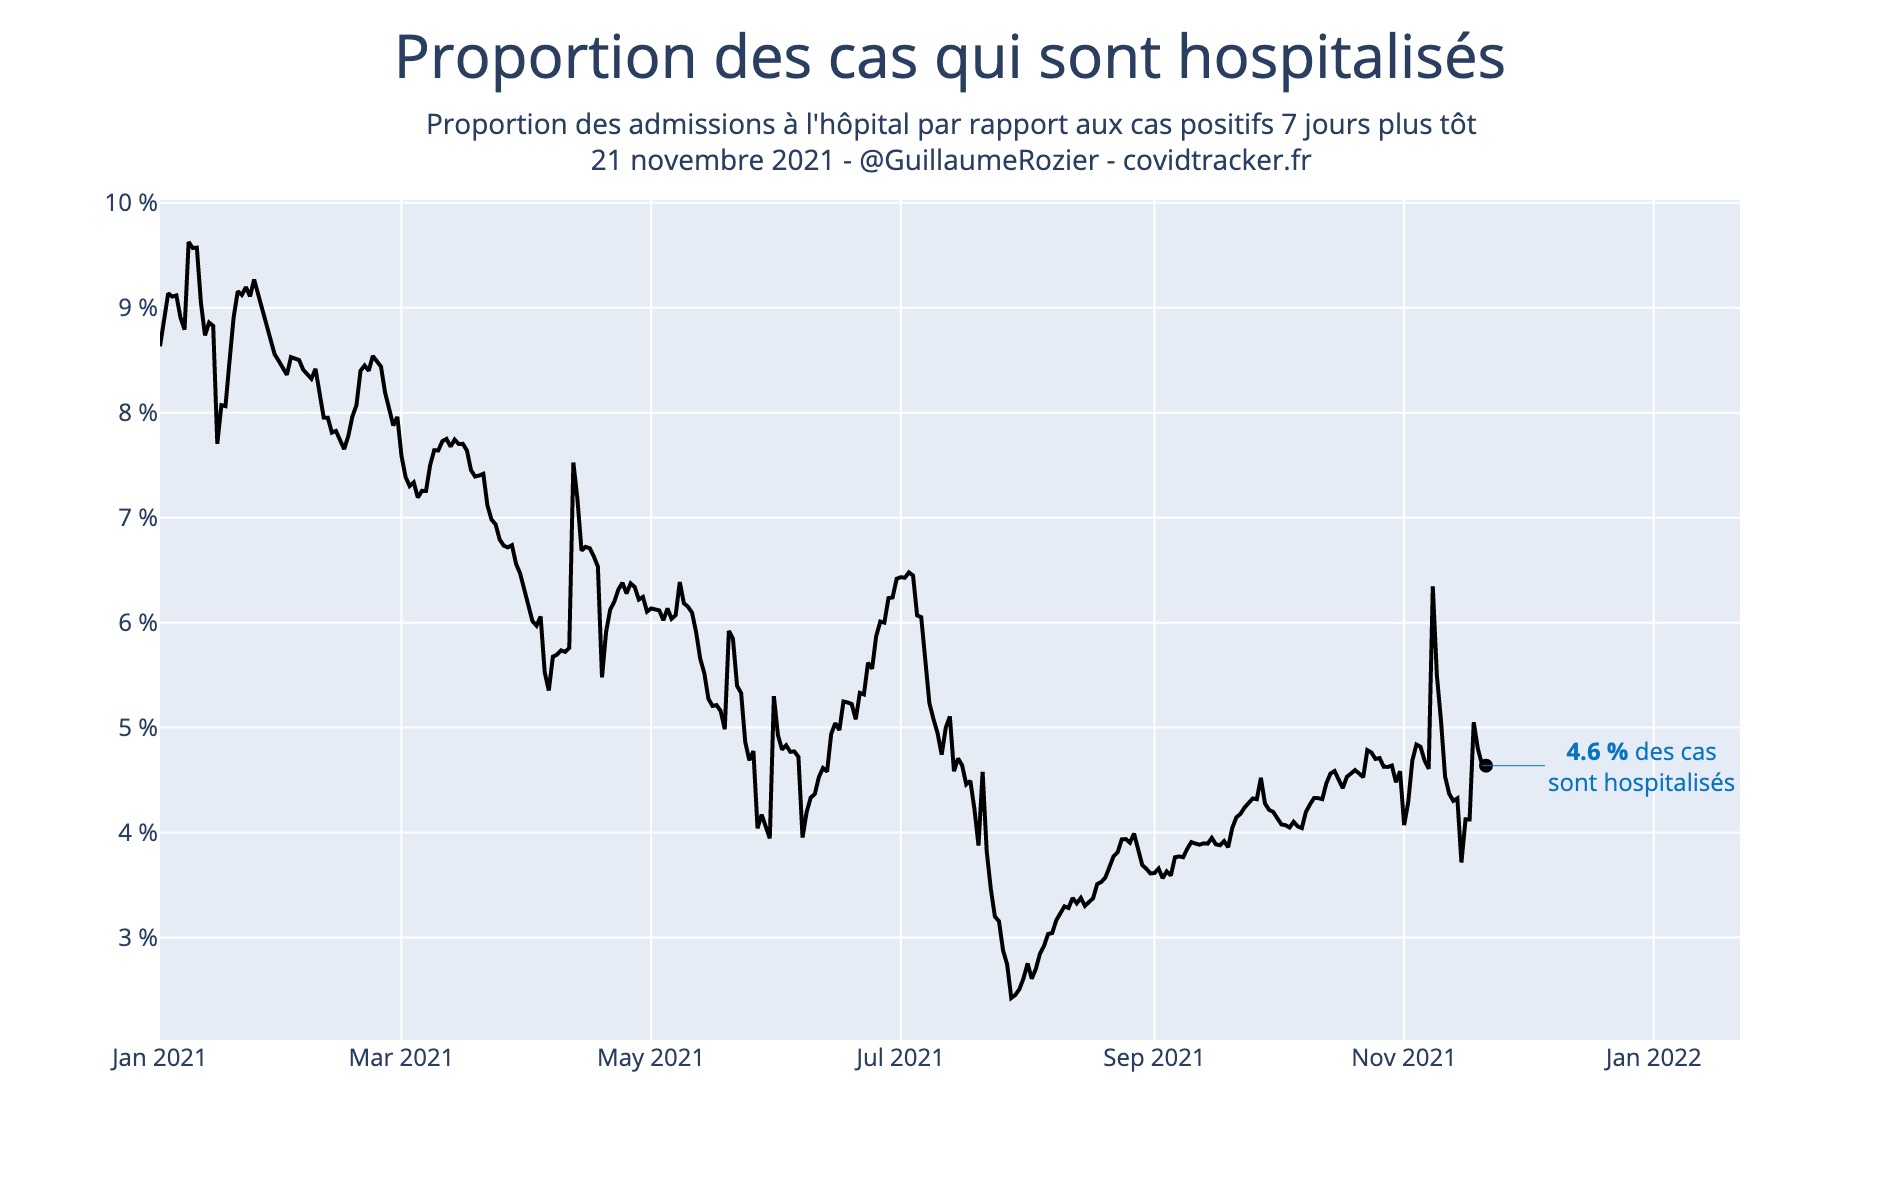 Proportion des cas qui sont hospitalisés
Proportion des admissions à l'hôpital par rapport aux cas positifs 7 jours plus tôt
21 novembre 2021 - @GuillaumeRozier - covidtracker.fr
10 %
9 %
8 %
7 %
6 %
5 %
4 %
3 %
4.6 % des cas
sont hospitalisés
Jan 2021
Mar 2021
May 2021
Jul 2021
Sep 2021
Nov 2021
Jan 2022